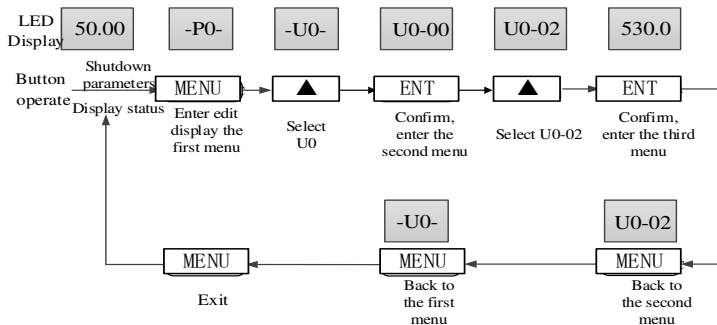 LED
Display
50.00
-P0-
-U0-
U0-00
U0-02
530.0
Button
operate
Shutdown
parameters
Display status
MENU
▲
ENT
▲
ENT
Enter edit
display the
first menu
Select
U0
Confirm,
enter the
second menu
Select U0-02
Confirm,
enter the third
menu
-U0-
U0-02
MENU
MENU
MENU
Exit
Back to
the first
menu
Back to
the second
menu